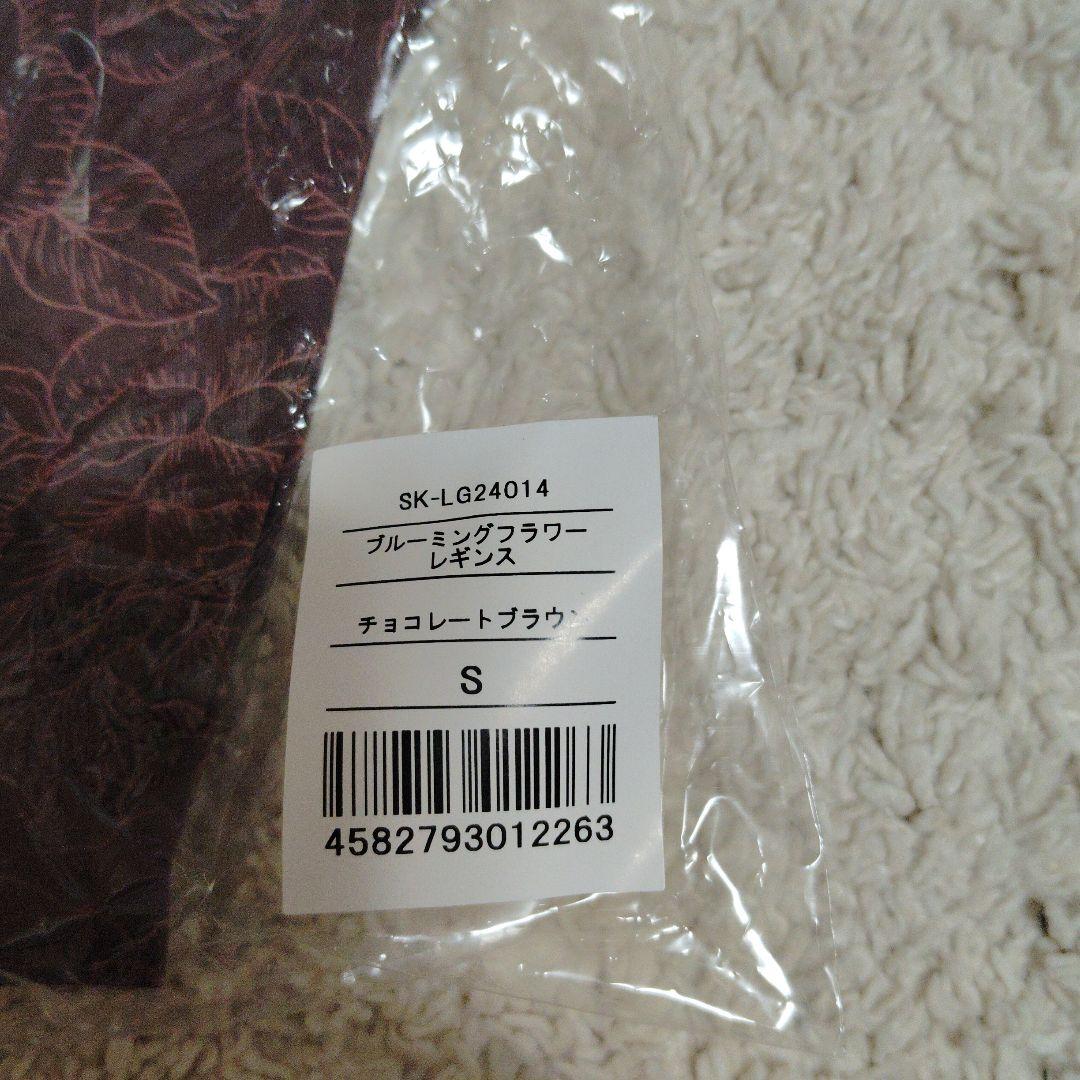 SK-LG24014
ブルーミングフラワー
レギンス
チョコレートブラウン
S
4582793012263